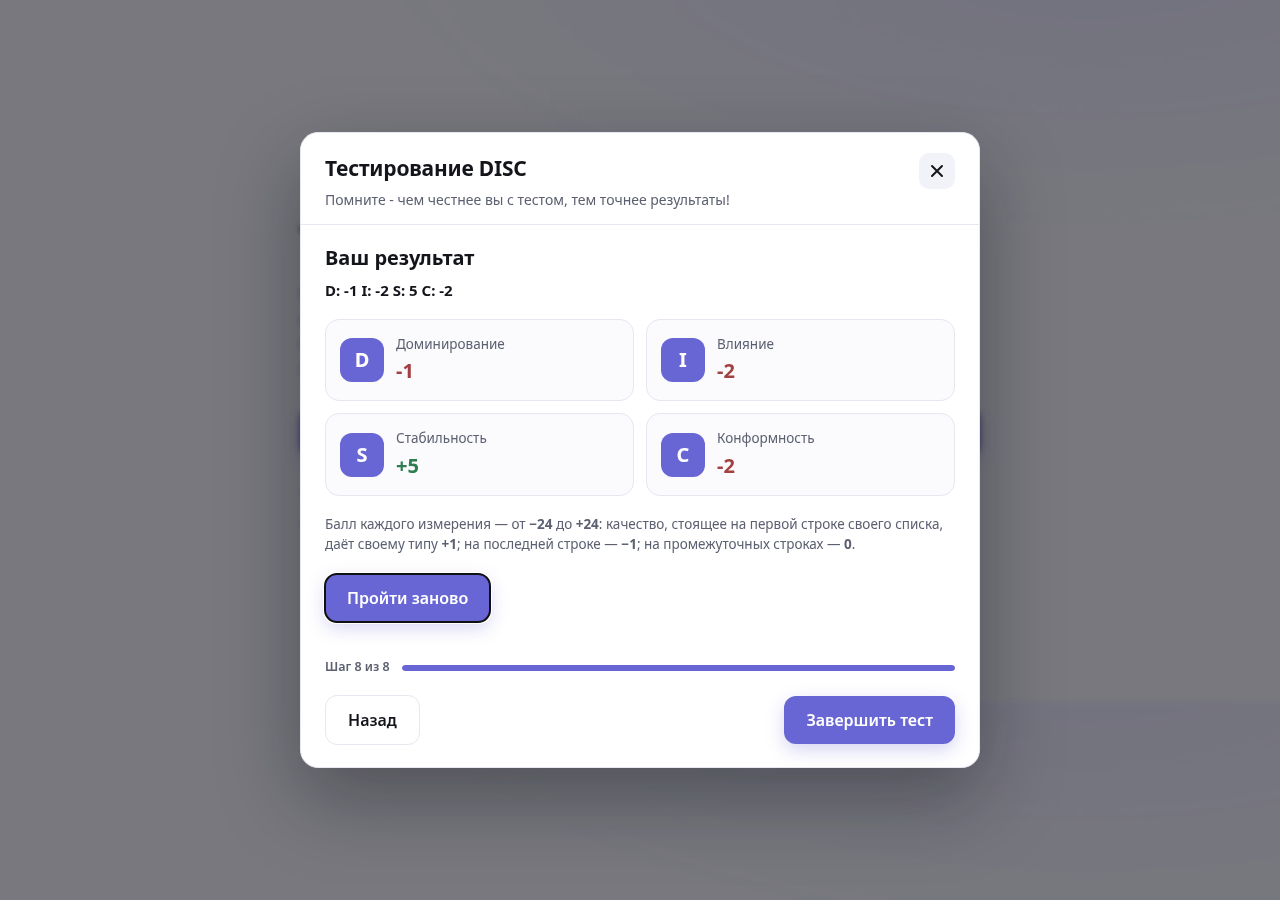 Тестирование DISC
Помните - чем честнее вы с тестом, тем точнее результаты!
Ваш результат
D: -1 I: -2 S: 5 C: -2
D
Доминирование
-1
I
Влияние
-2
S
Стабильность
+5
C
Конформность
-2
Балл каждого измерения — от −24 до +24: качество, стоящее на первой строке своего списка,
даёт своему типу +1; на последней строке — −1; на промежуточных строках — 0.
Пройти заново
Шаг 8 из 8
Назад
Завершить тест